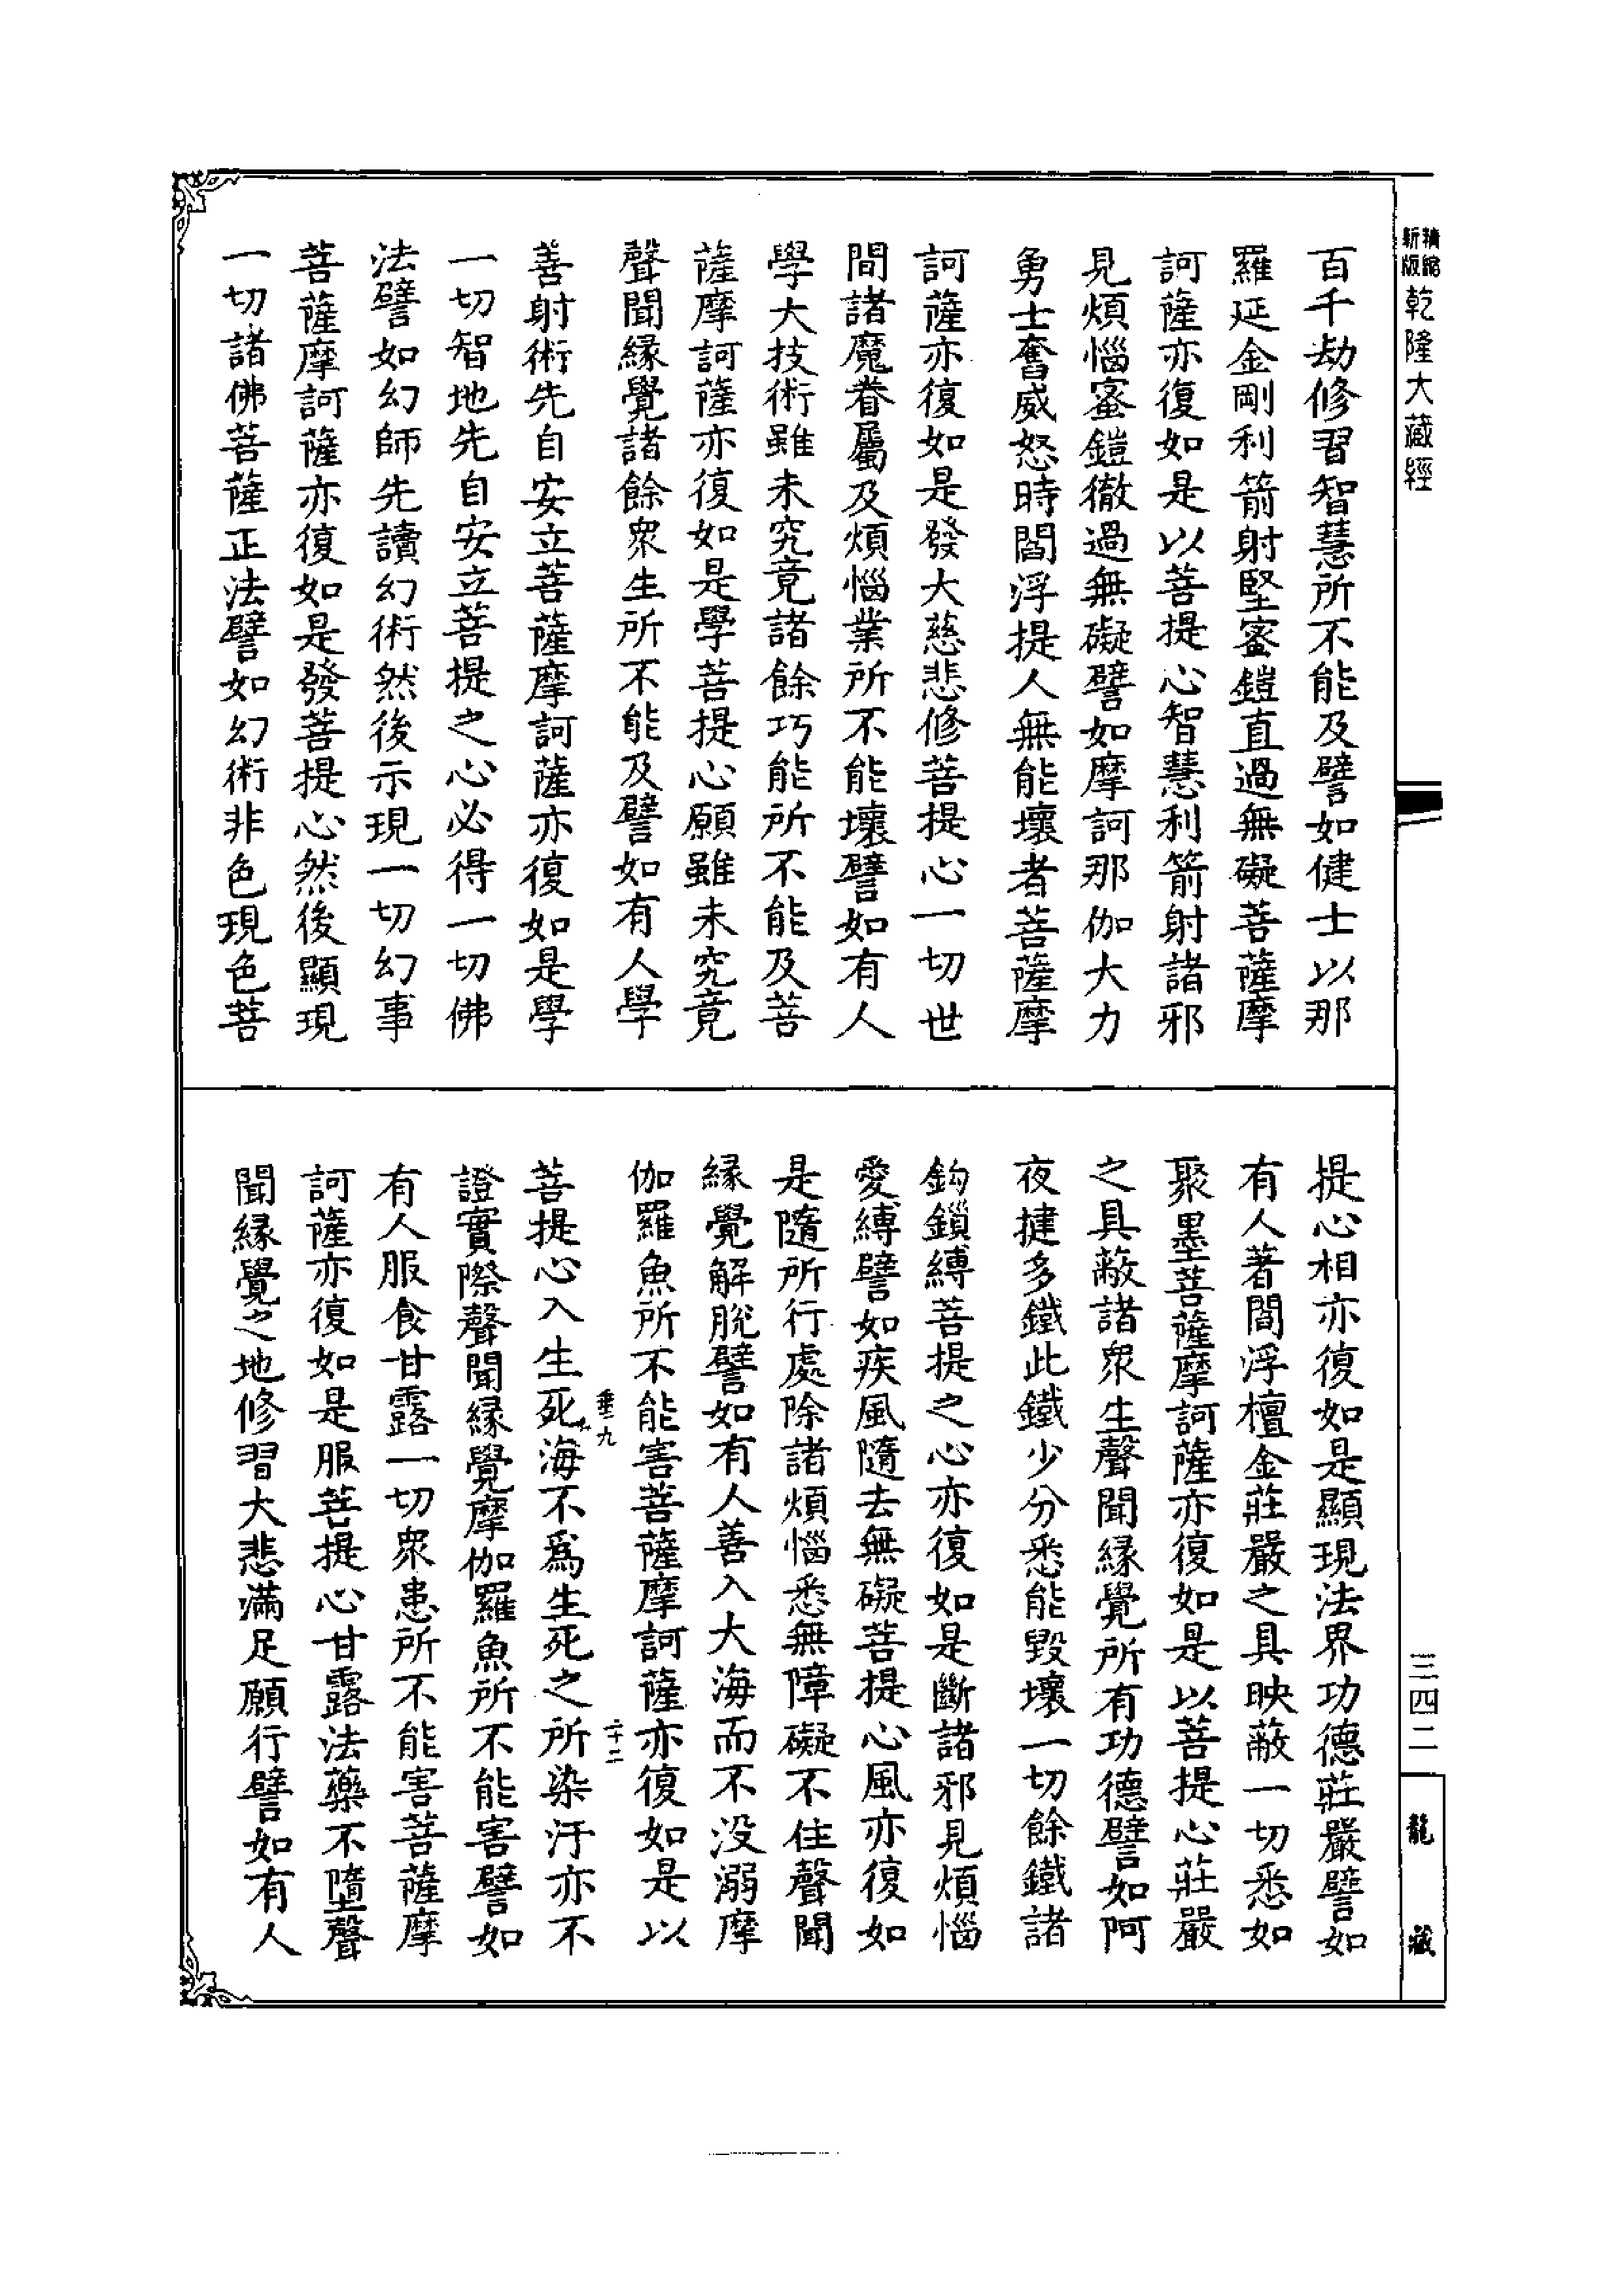 新版
乾隆大藏經
百千劫修習智慧所不能及譬如健士以那
羅延金剛利箭射堅蜜鎧直過無礙菩薩摩
訶薩亦復如是以菩提心智慧利箭射諸邪
見煩惱蜜鎧徹過無礙譬如摩訶那伽大力
勇士奮威怒時閻浮提人無能壞者菩薩摩
訶薩亦復如是發大慈悲修菩提心一切世
間諸魔眷屬及煩惱業所不能壞譬如有人
學大技術雖未究竟諸餘巧能所不能及菩
薩摩訶薩亦復如是學菩提心願雖未究竟
聲聞緣覺諸餘眾生所不能及譬如有人學
善射術先自安立菩薩摩訶薩亦復如是學
一切智地先自安立菩提之心必得一切佛
法譬如幻師先讀幻術然後示現一切幻事
菩薩摩訶薩亦復如是發菩提心然後顯現
一切諸佛菩薩正法譬如幻術非色現色菩
提心相亦復如是顯現法界功德莊嚴譬如
有人著閻浮檀金莊嚴之具映蔽一切悉如
聚墨菩薩摩訶薩亦復如是以菩提心莊嚴
之具蔽諸眾生聲聞緣覺所有功德譬如阿
夜揵多鐵此鐵少分悉能毀壞一切餘鐵諸
鈎鎖縛菩提之心亦復如是斷諸邪見煩惱
愛縛譬如疾風隨去無礙菩提心風亦復如
是隨所行處除諸煩惱悉無障礙不住聲聞
緣覺解脫譬如有人善入大海而不没溺摩
伽羅魚所不能害菩薩摩訶薩亦復如是以
垂九
十二
菩提心入生死海不為生死之所染汙亦不
證實際聲聞緣覺摩伽羅魚所不能害譬如
有人服食甘露一切眾患所不能害菩薩摩
訶薩亦復如是服菩提心甘露法藥不墮聲
聞緣覺之地修習大悲滿足願行譬如有人
三四二
龍藏